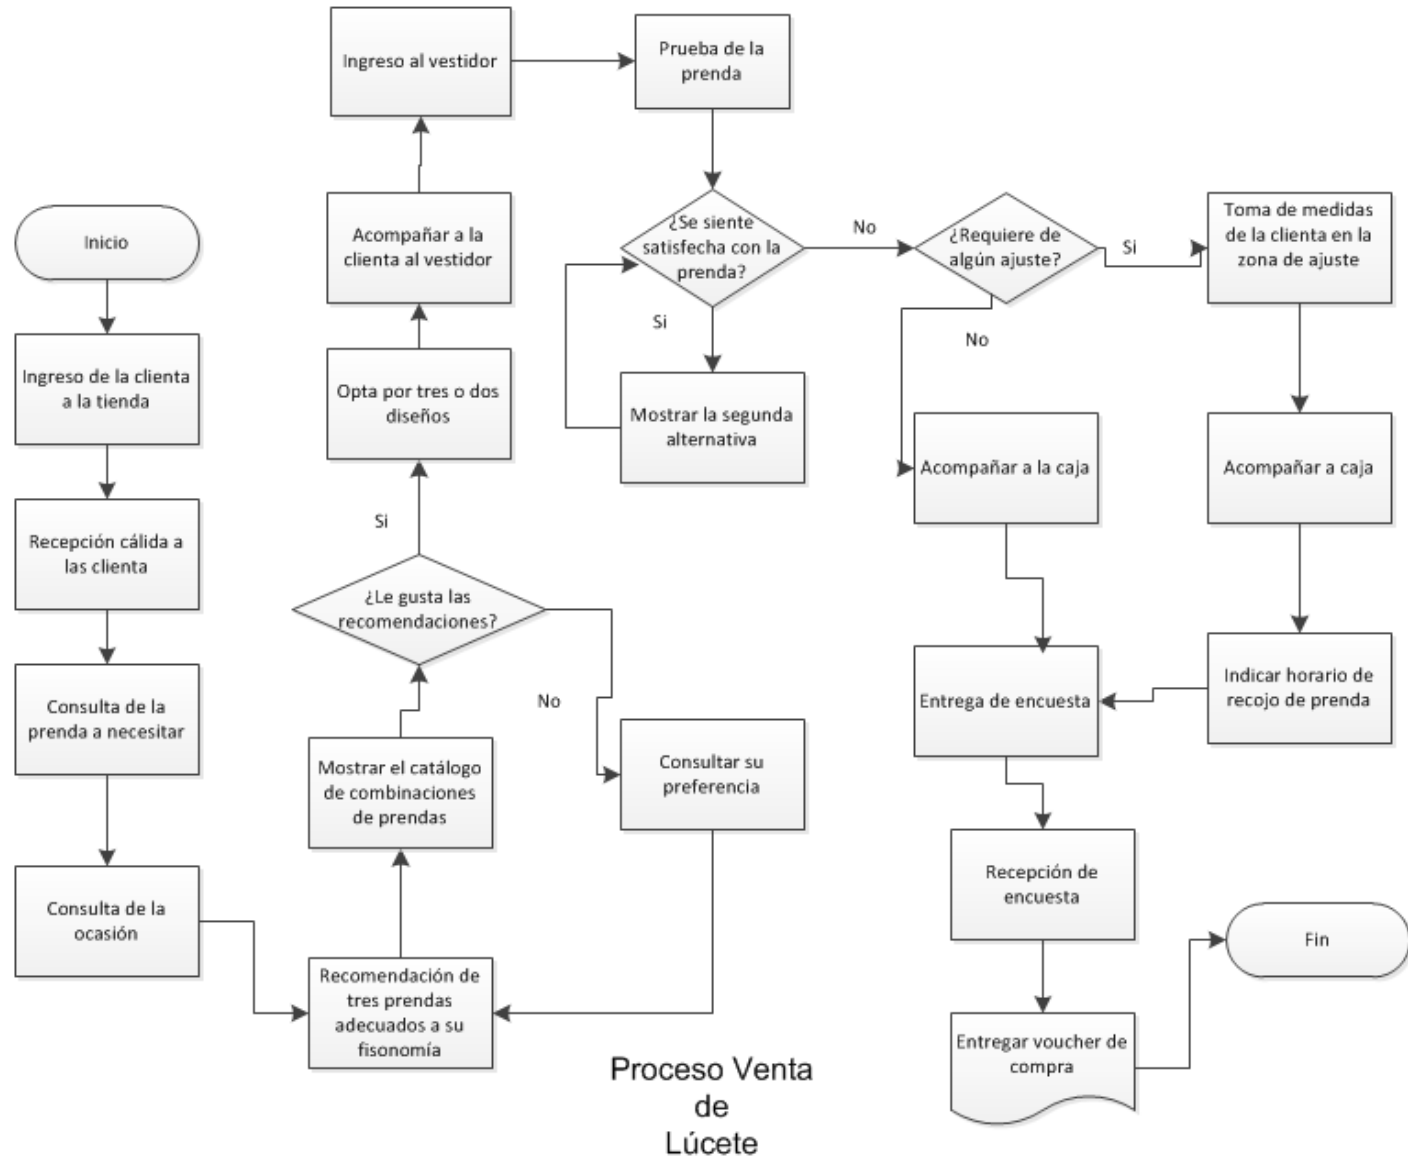 Inicio
Ingreso de la clienta
a la tienda
Recepción cálida a
las clienta
Consulta de la
prenda a necesitar
Consulta de la
ocasión
Recomendación de
tres prendas
adecuados a su
fisonomía
Mostrar el catálogo
de combinaciones
de prendas
¿Le gusta las
recomendaciones?
No
Consultar su
preferencia
Si
Opta por tres o dos
diseños
Acompañar a la
clienta al vestidor
Ingreso al vestidor
Prueba de la
prenda
¿Se siente
satisfecha con la
prenda?
Si
Mostrar la segunda
alternativa
No
¿Requiere de
algún ajuste?
No
Acompañar a la caja
Si
Toma de medidas
de la clienta en la
zona de ajuste
Acompañar a caja
Indicar horario de
recojo de prenda
Entrega de encuesta
Recepción de
encuesta
Entregar voucher de
compra
Fin
Proceso Venta
de
Lúcete